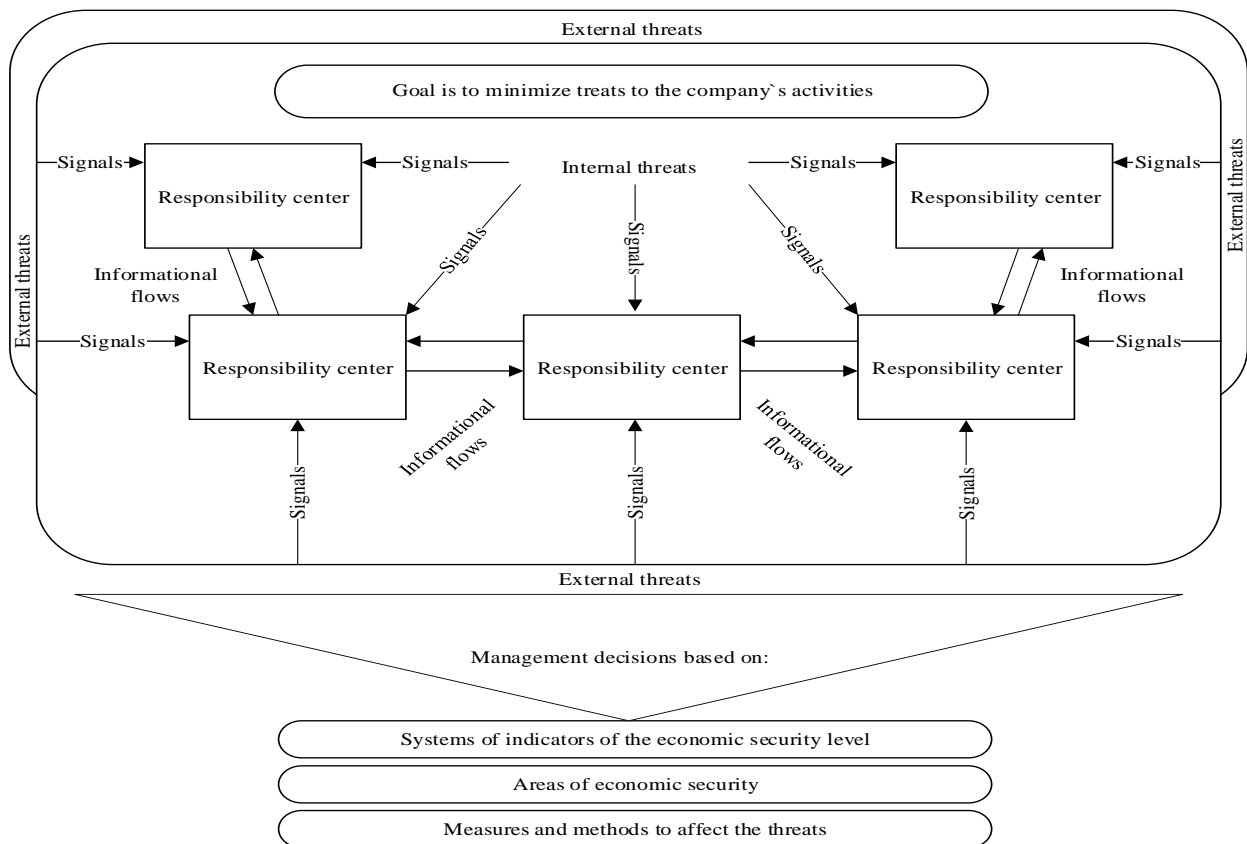 External threats
Goal is to minimize treats to the company`s activities
Signals
Signals
Internal threats
Signals
Signals
Responsibility center
Responsibility center
External threats
External threats
Signals
Signals
Signals
Informational
flows
Informational
flows
Signals
Signals
Responsibility center
Responsibility center
Responsibility center
Informational
flows
Informational
flows
Signals
Signals
Signals
External threats
Management decisions based on:
Systems of indicators of the economic security level
Areas of economic security
Measures and methods to affect the threats